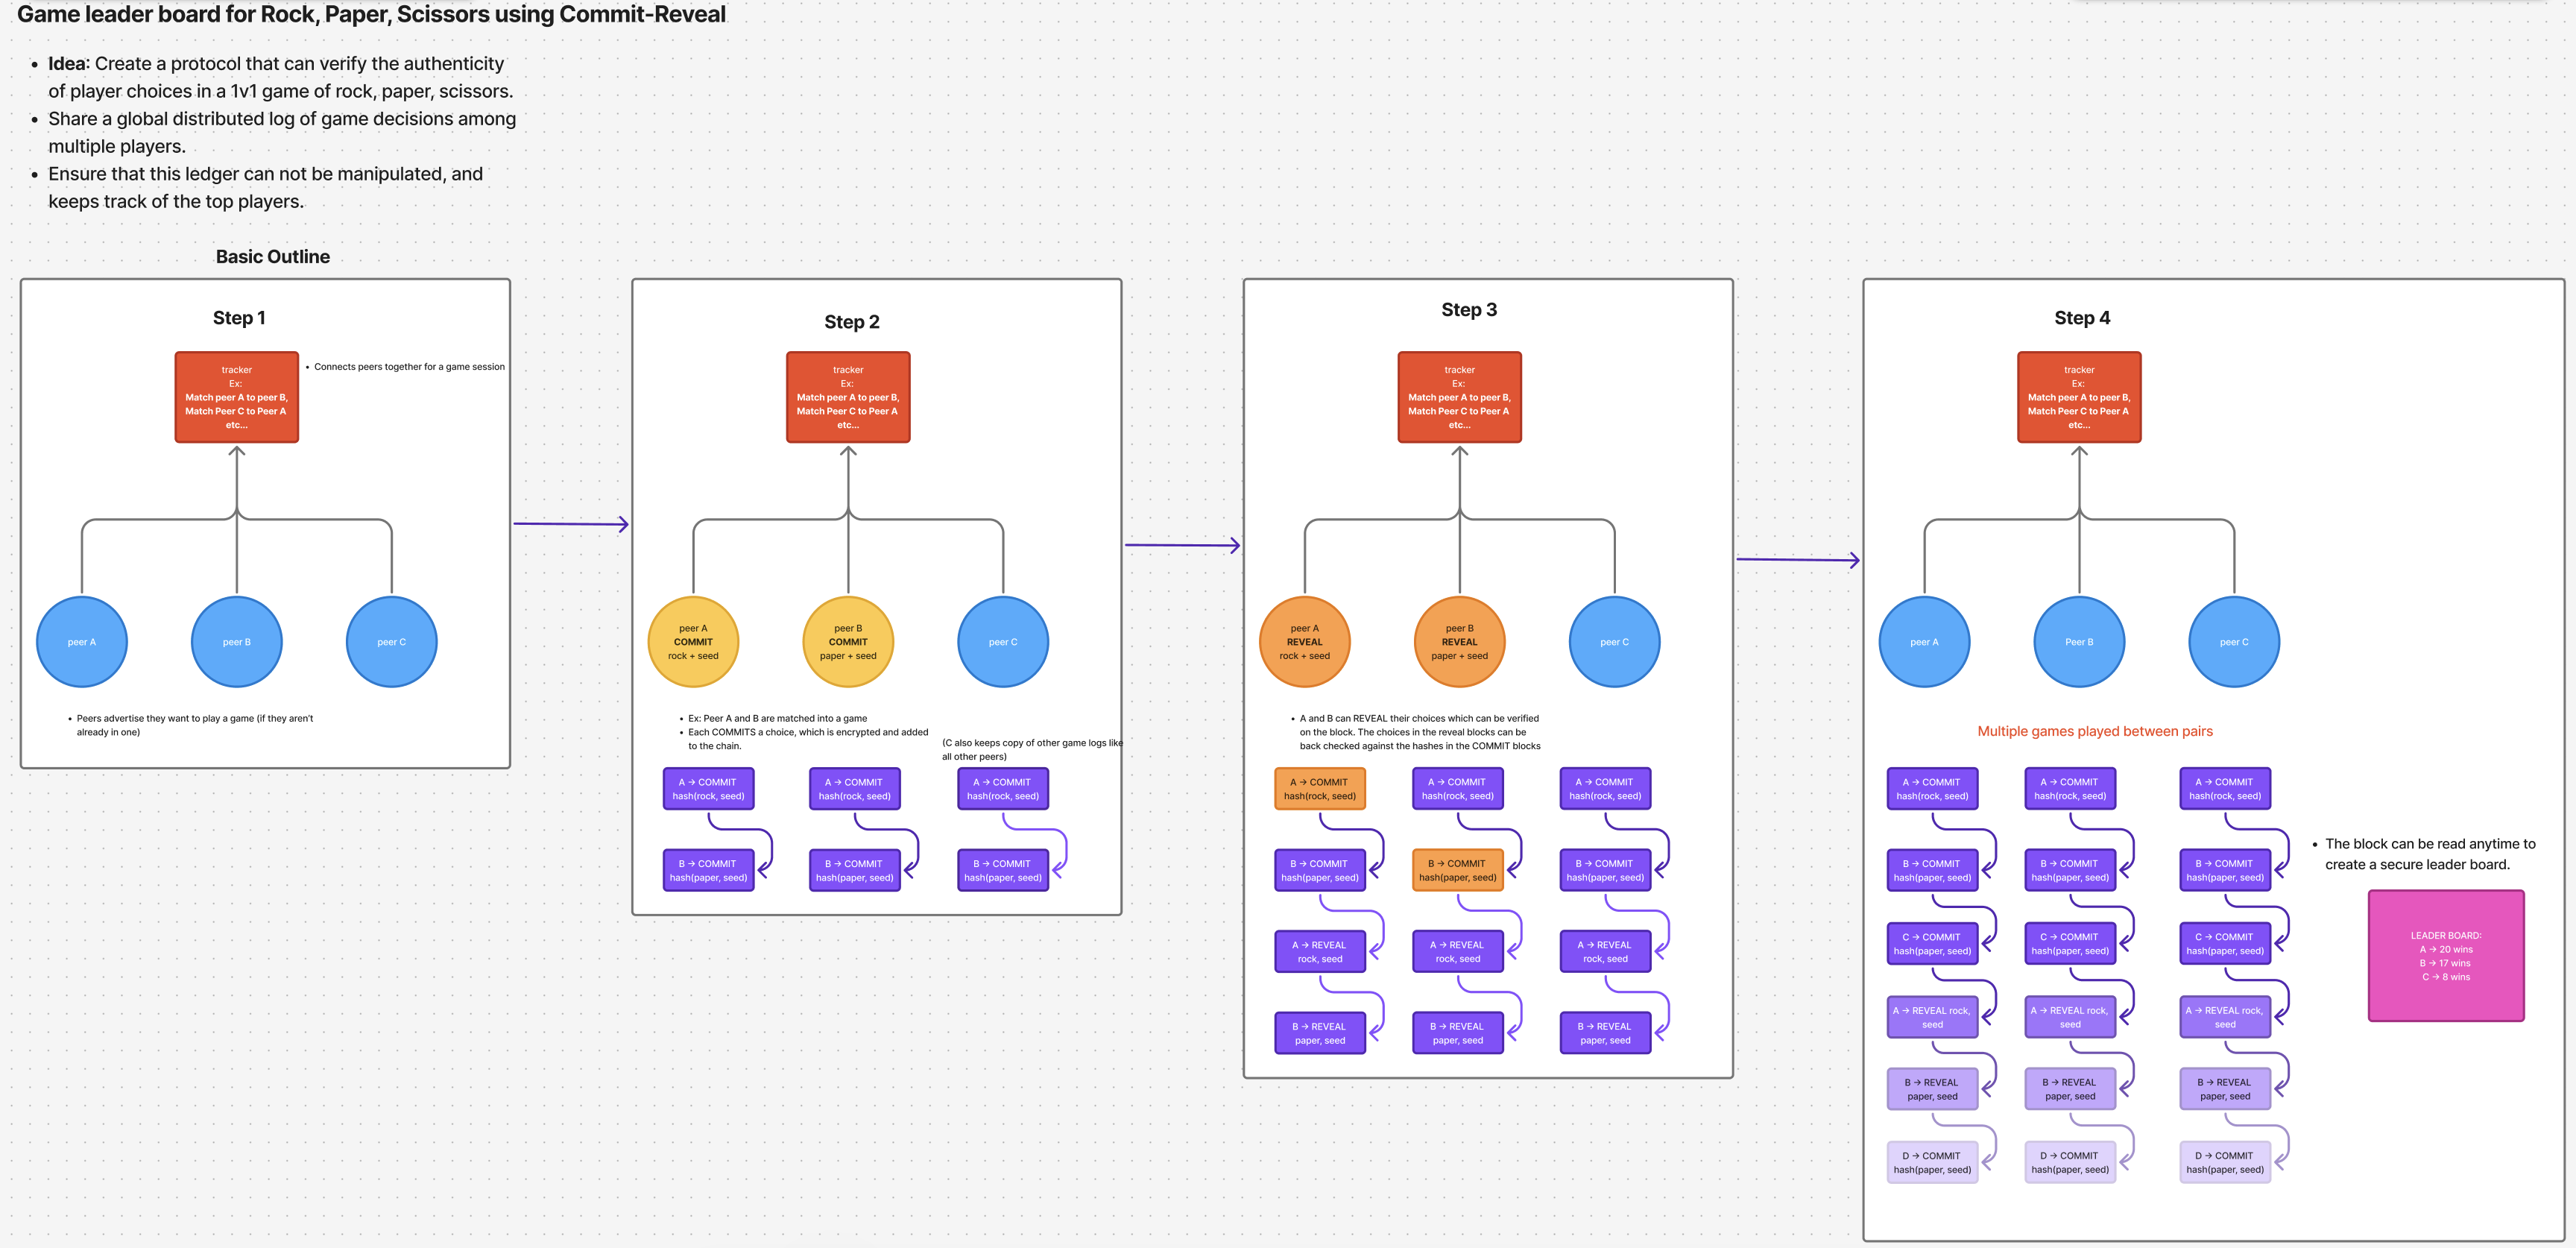 Game leader board for Rock, Paper, Scissors using Commit-Reveal
Idea: Create a protocol that can verify the authenticity
of player choices in a 1v1 game of rock, paper, scissors.
Share a global distributed log of game decisions among
multiple players.
Ensure that this ledger can not be manipulated, and
keeps track of the top players.
Basic Outline
Step 1
tracker
Ex:
Match peer A to peer B,
Match Peer C to Peer A
etc...
Connects peers together for a game session
peer A
peer B
peer C
Peers advertise they want to play a game (if they aren't
already in one)
Step 2
tracker
Ex:
Match peer A to peer B,
Match Peer C to Peer A
etc...
peer A
COMMIT
rock + seed
peer B
COMMIT
paper + seed
peer C
Ex: Peer A and B are matched into a game
Each COMMITS a choice, which is encrypted and added
to the chain.
(C also keeps copy of other game logs like
all other peers)
A → COMMIT
hash(rock, seed)
A → COMMIT
hash(rock, seed)
A → COMMIT
hash(rock, seed)
B → COMMIT
hash(paper, seed)
B → COMMIT
hash(paper, seed)
B → COMMIT
hash(paper, seed)
Step 3
tracker
Ex:
Match peer A to peer B,
Match Peer C to Peer A
etc...
peer A
REVEAL
rock + seed
peer B
REVEAL
paper + seed
peer C
A and B can REVEAL their choices which can be verified
on the block. The choices in the reveal blocks can be
back checked against the hashes in the COMMIT blocks
A → COMMIT
hash(rock, seed)
A → COMMIT
hash(rock, seed)
A → COMMIT
hash(rock, seed)
B → COMMIT
hash(paper, seed)
B → COMMIT
hash(paper, seed)
B → COMMIT
hash(paper, seed)
A → REVEAL
rock, seed
A → REVEAL
rock, seed
A → REVEAL
rock, seed
B → REVEAL
paper, seed
B → REVEAL
paper, seed
B → REVEAL
paper, seed
Step 4
tracker
Ex:
Match peer A to peer B,
Match Peer C to Peer A
etc...
peer A
Peer B
peer C
Multiple games played between pairs
A → COMMIT
hash(rock, seed)
A → COMMIT
hash(rock, seed)
A → COMMIT
hash(rock, seed)
B → COMMIT
hash(paper, seed)
B → COMMIT
hash(paper, seed)
B → COMMIT
hash(paper, seed)
C → COMMIT
hash(paper, seed)
C → COMMIT
hash(paper, seed)
C → COMMIT
hash(paper, seed)
A → REVEAL rock,
seed
A → REVEAL rock,
seed
A → REVEAL rock,
seed
B → REVEAL
paper, seed
B → REVEAL
paper, seed
B → REVEAL
paper, seed
D → COMMIT
hash(paper, seed)
D → COMMIT
hash(paper, seed)
D → COMMIT
hash(paper, seed)
The block can be read anytime to
create a secure leader board.
LEADER BOARD:
A → 20 wins
B → 17 wins
C → 8 wins